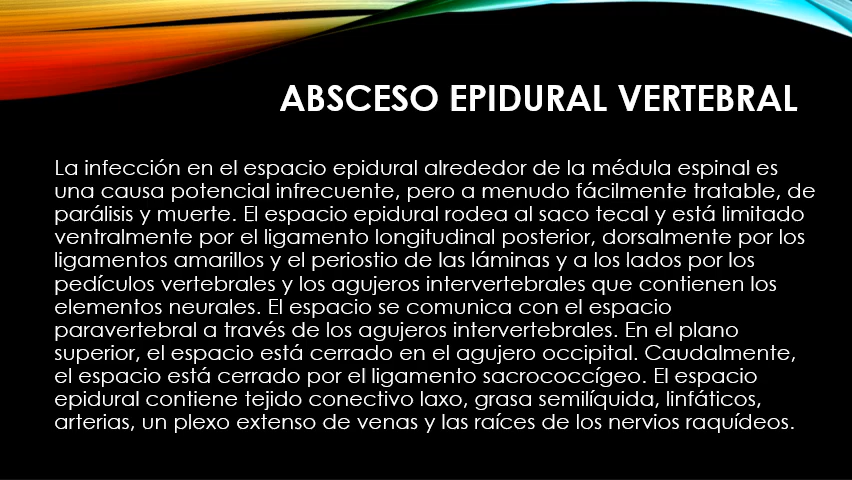 ABSCESO EPIDURAL VERTEBRAL
La infección en el espacio epidural alrededor de la médula espinal es
una causa potencial infrecuente, pero a menudo fácilmente tratable, de
parálisis y muerte. El espacio epidural rodea al saco tecal y está limitado
ventralmente por el ligamento longitudinal posterior, dorsalmente por los
ligamentos amarillos y el periostio de las láminas y a los lados por los
pedículos vertebrales y los agujeros intervertebrales que contienen los
elementos neurales. El espacio se comunica con el espacio
paravertebral a través de los agujeros intervertebrales. En el plano
superior, el espacio está cerrado en el agujero occipital. Caudalmente,
el espacio está cerrado por el ligamento sacrococcígeo. El espacio
epidural contiene tejido conectivo laxo, grasa semilíquida, linfáticos,
arterias, un plexo extenso de venas y las raíces de los nervios raquídeos.